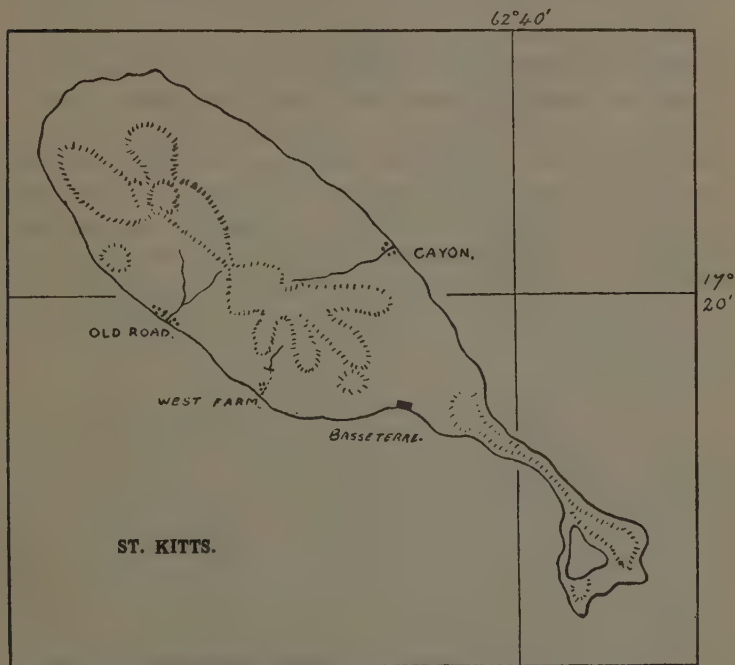 62°40'
CAYON,
17°
20'
OLD ROAD,
WEST FARM,
BASSETERRE.
ST. KITTS.